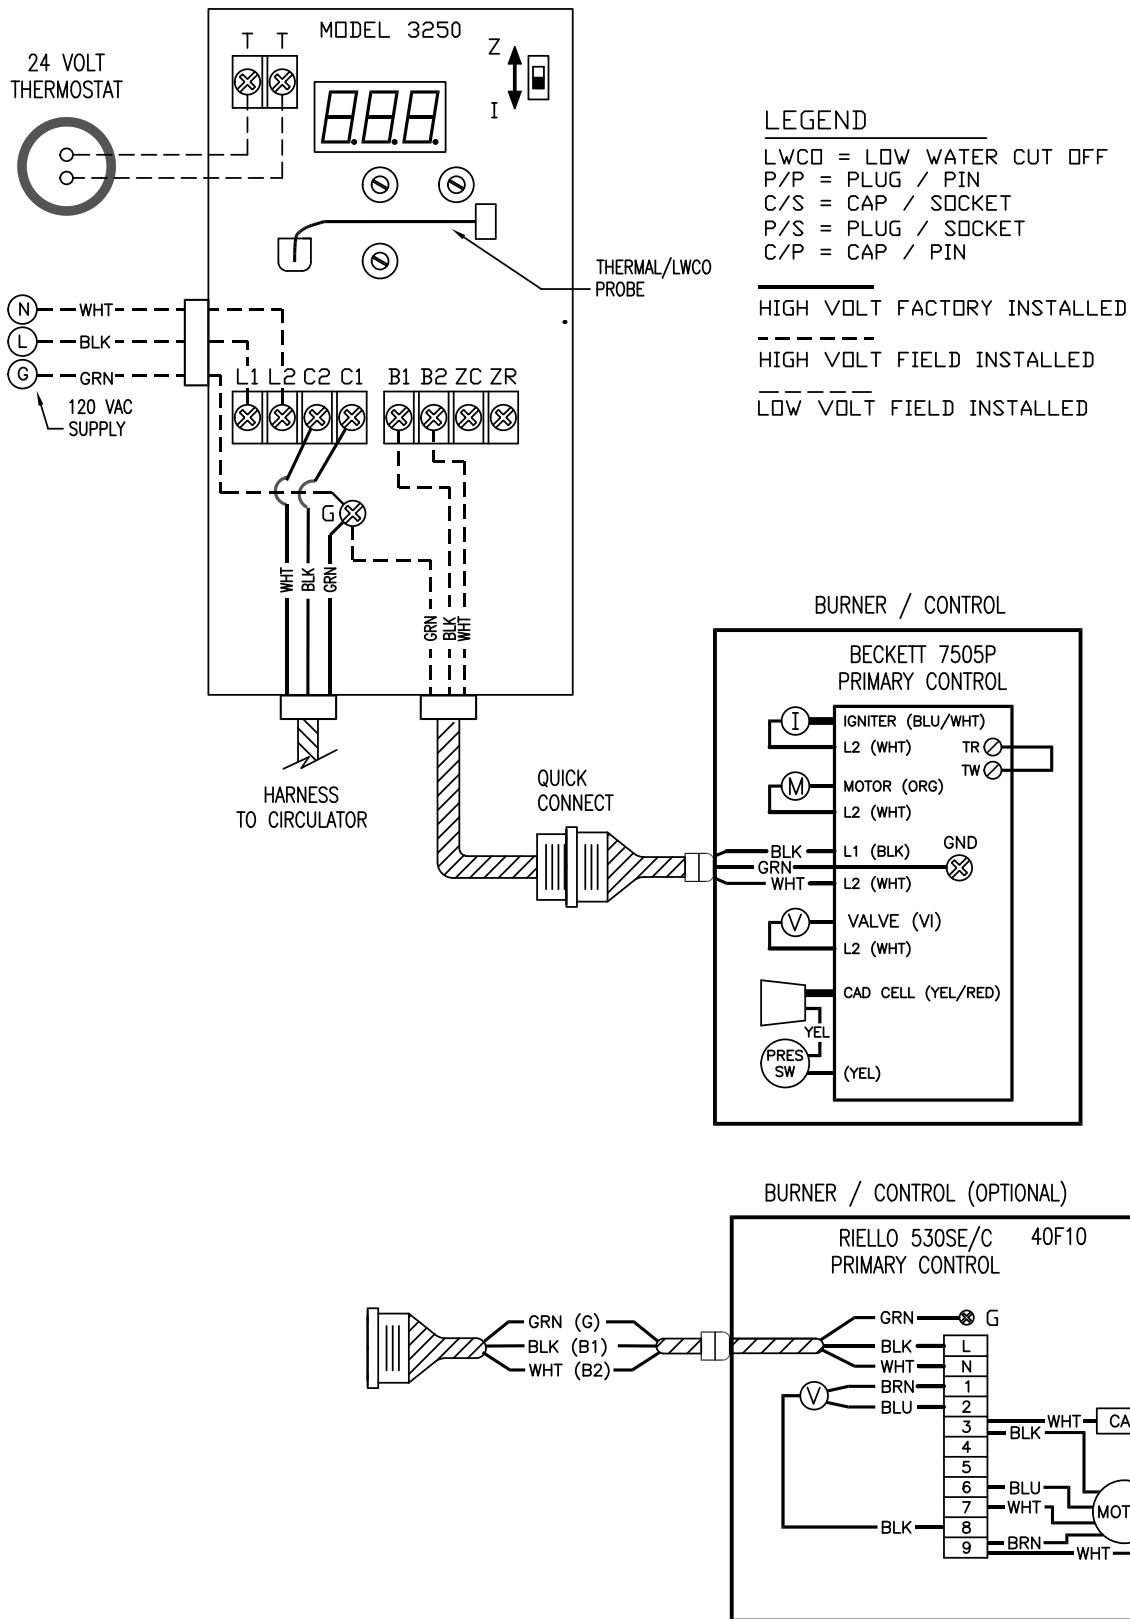 MODEL 3250
T T
Z
I
24 VOLT
THERMOSTAT
8.8.8.
THERMAL/LWCO
PROBE
LEGEND
LWCO = LOW WATER CUT OFF
P/P = PLUG / PIN
C/S = CAP / SOCKET
P/S = PLUG / SOCKET
C/P = CAP / PIN
HIGH VOLT FACTORY INSTALLED
HIGH VOLT FIELD INSTALLED
LOW VOLT FIELD INSTALLED
N WHT
L BLK
G GRN
120 VAC
SUPPLY
L1 L2 C2 C1 B1 B2 ZC ZR
G
WHT BLK GRN
GRN BLK WHT
HARNESS
TO CIRCULATOR
QUICK
CONNECT
BURNER / CONTROL
BECKETT 7505P
PRIMARY CONTROL
I IGNITER (BLU/WHT)
L2 (WHT) TR
TW
M MOTOR (ORG)
L2 (WHT)
BLK L1 (BLK) GND
GRN
WHT L2 (WHT)
V VALVE (VI)
L2 (WHT)
CAD CELL (YEL/RED)
YEL
PRES
SW (YEL)
BURNER / CONTROL (OPTIONAL)
RIELLO 530SE/C 40F10
PRIMARY CONTROL
GRN (G)
BLK (B1)
WHT (B2)
GRN G
BLK L
WHT N
V BRN 1
BLU 2
3 WHT CA
BLK
4
5
6 BLU
7 WHT MOT
BLK 8
9 BRN
WHT